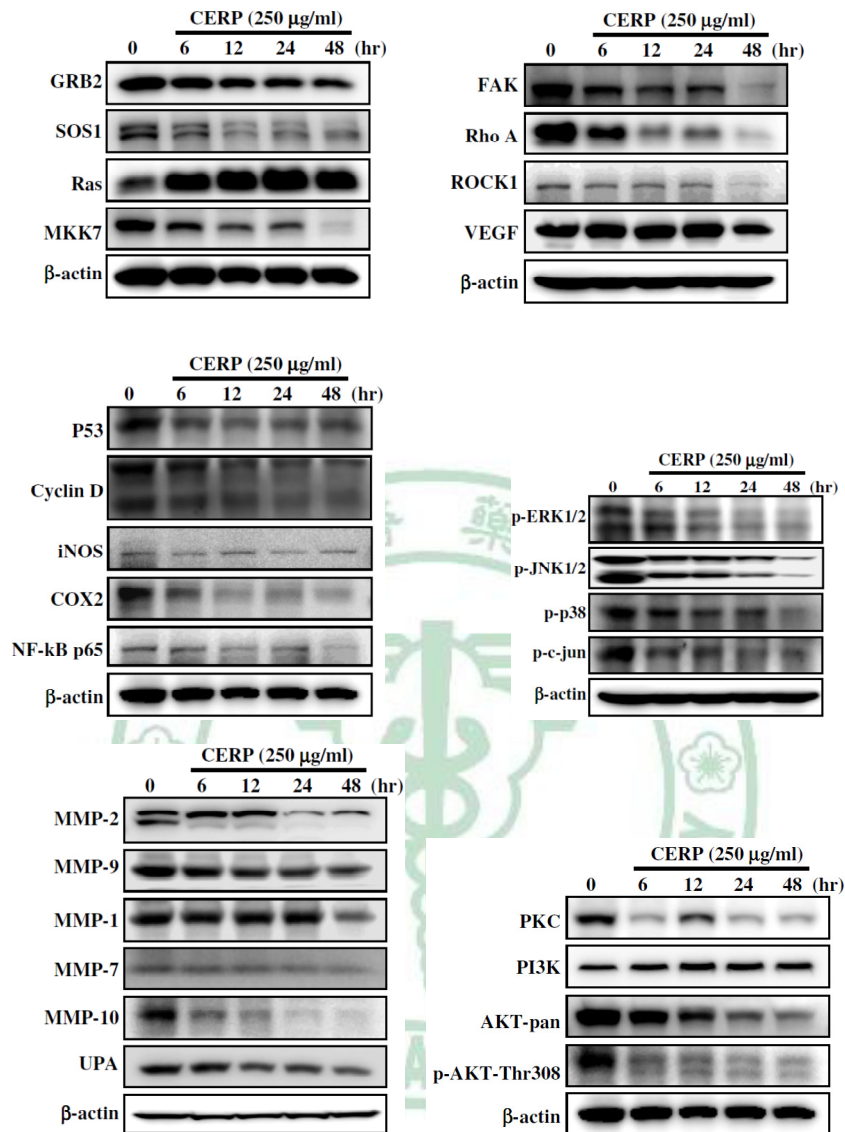 CERP (250 μg/ml)
0 6 12 24 48 (hr)
GRB2
SOS1
Ras
MKK7
β-actin
CERP (250 μg/ml)
0 6 12 24 48 (hr)
FAK
Rho A
ROCK1
VEGF
β-actin
CERP (250 μg/ml)
0 6 12 24 48 (hr)
P53
Cyclin D
iNOS
COX2
NF-kB p65
β-actin
CERP (250 μg/ml)
0 6 12 24 48 (hr)
p-ERK1/2
p-JNK1/2
p-p38
p-c-jun
β-actin
CERP (250 μg/ml)
0 6 12 24 48 (hr)
MMP-2
MMP-9
MMP-1
MMP-7
MMP-10
UPA
β-actin
CERP (250 μg/ml)
0 6 12 24 48 (hr)
PKC
PI3K
AKT-pan
p-AKT-Thr308
β-actin
藥